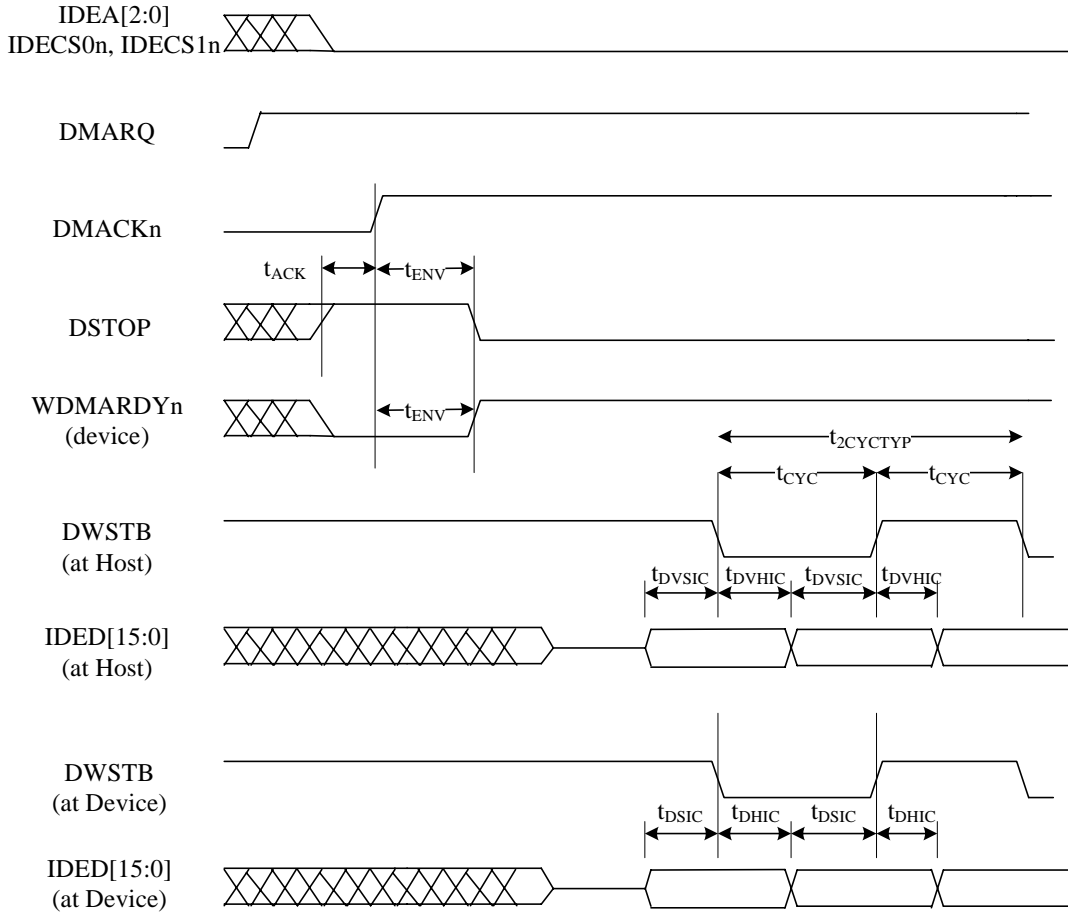 IDEA[2:0]
IDECS0n, IDECS1n
DMARQ
DMACKn
tACK
tENV
DSTOP
WDMARDYn
(device)
tENV
t2CYCTYP
tCYC
tCYC
DWSTB
(at Host)
tDVSIC
tDVHIC
tDVSIC
tDVHIC
IDED[15:0]
(at Host)
DWSTB
(at Device)
tDSIC
tDHIC
tDSIC
tDHIC
IDED[15:0]
(at Device)